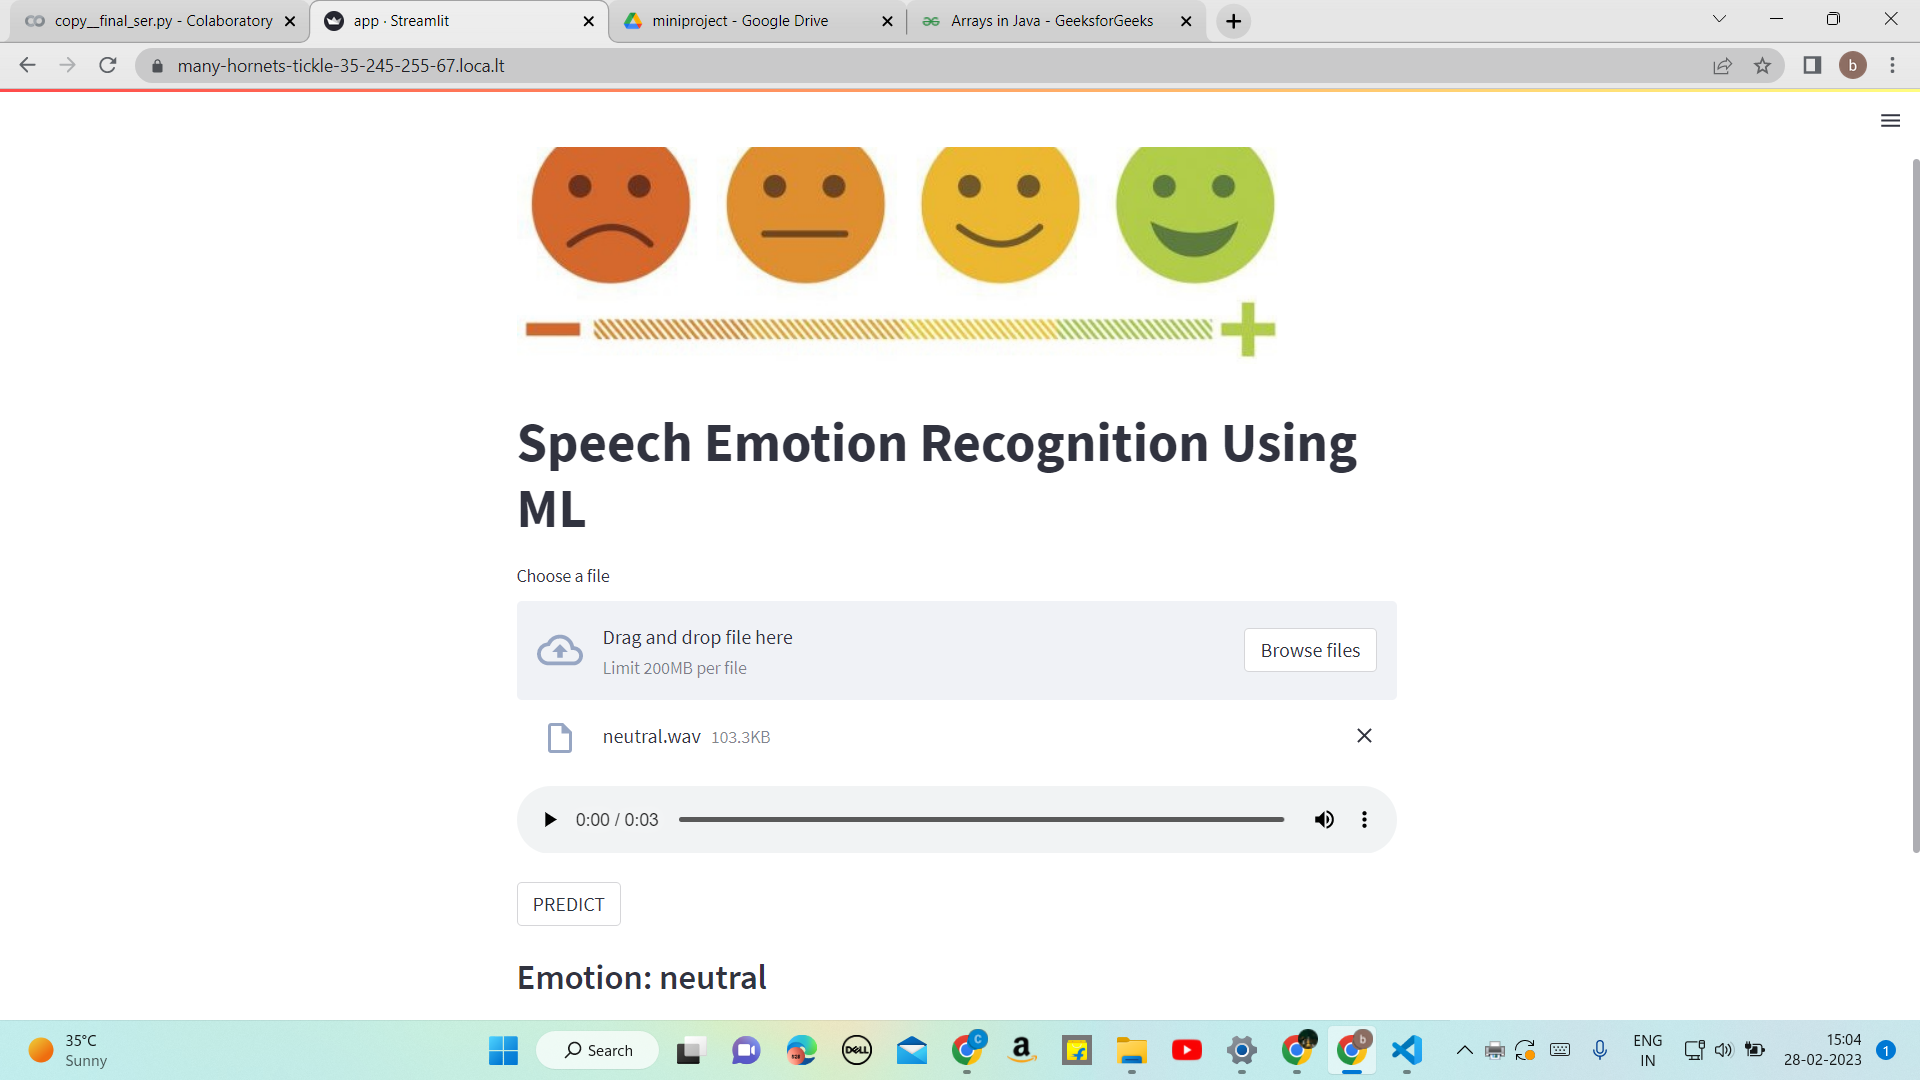 copy__final_ser.py - Colaboratory
app · Streamlit
miniproject - Google Drive
Arrays in Java - GeeksforGeeks
many-hornets-tickle-35-245-255-67.loca.lt
b
Speech Emotion Recognition Using
ML
Choose a file
Drag and drop file here
Limit 200MB per file
Browse files
neutral.wav 103.3KB
0:00 / 0:03
PREDICT
Emotion: neutral
35°C
Sunny
Search
DELL
C
a
b
ENG
IN
15:04
28-02-2023
1